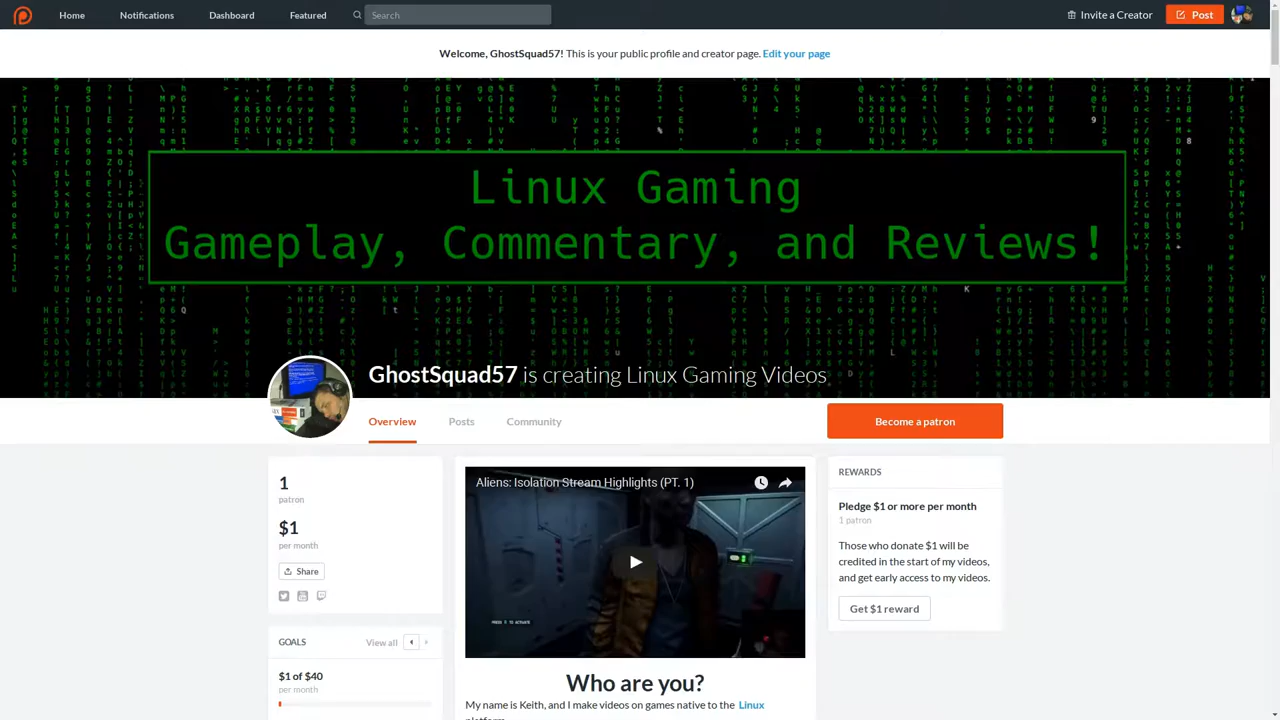 Home
Notifications
Dashboard
Featured
Search
Invite a Creator
Post
Welcome, GhostSquad57! This is your public profile and creator page. Edit your page
Linux Gaming
Gameplay, Commentary, and Reviews!
GhostSquad57 is creating Linux Gaming Videos
Overview
Posts
Community
Become a patron
1
patron
$1
per month
Share
GOALS
View all
$1 of $40
per month
Aliens: Isolation Stream Highlights (PT. 1)
Who are you?
My name is Keith, and I make videos on games native to the Linux
REWARDS
Pledge $1 or more per month
1 patron
Those who donate $1 will be
credited in the start of my videos,
and get early access to my videos.
Get $1 reward